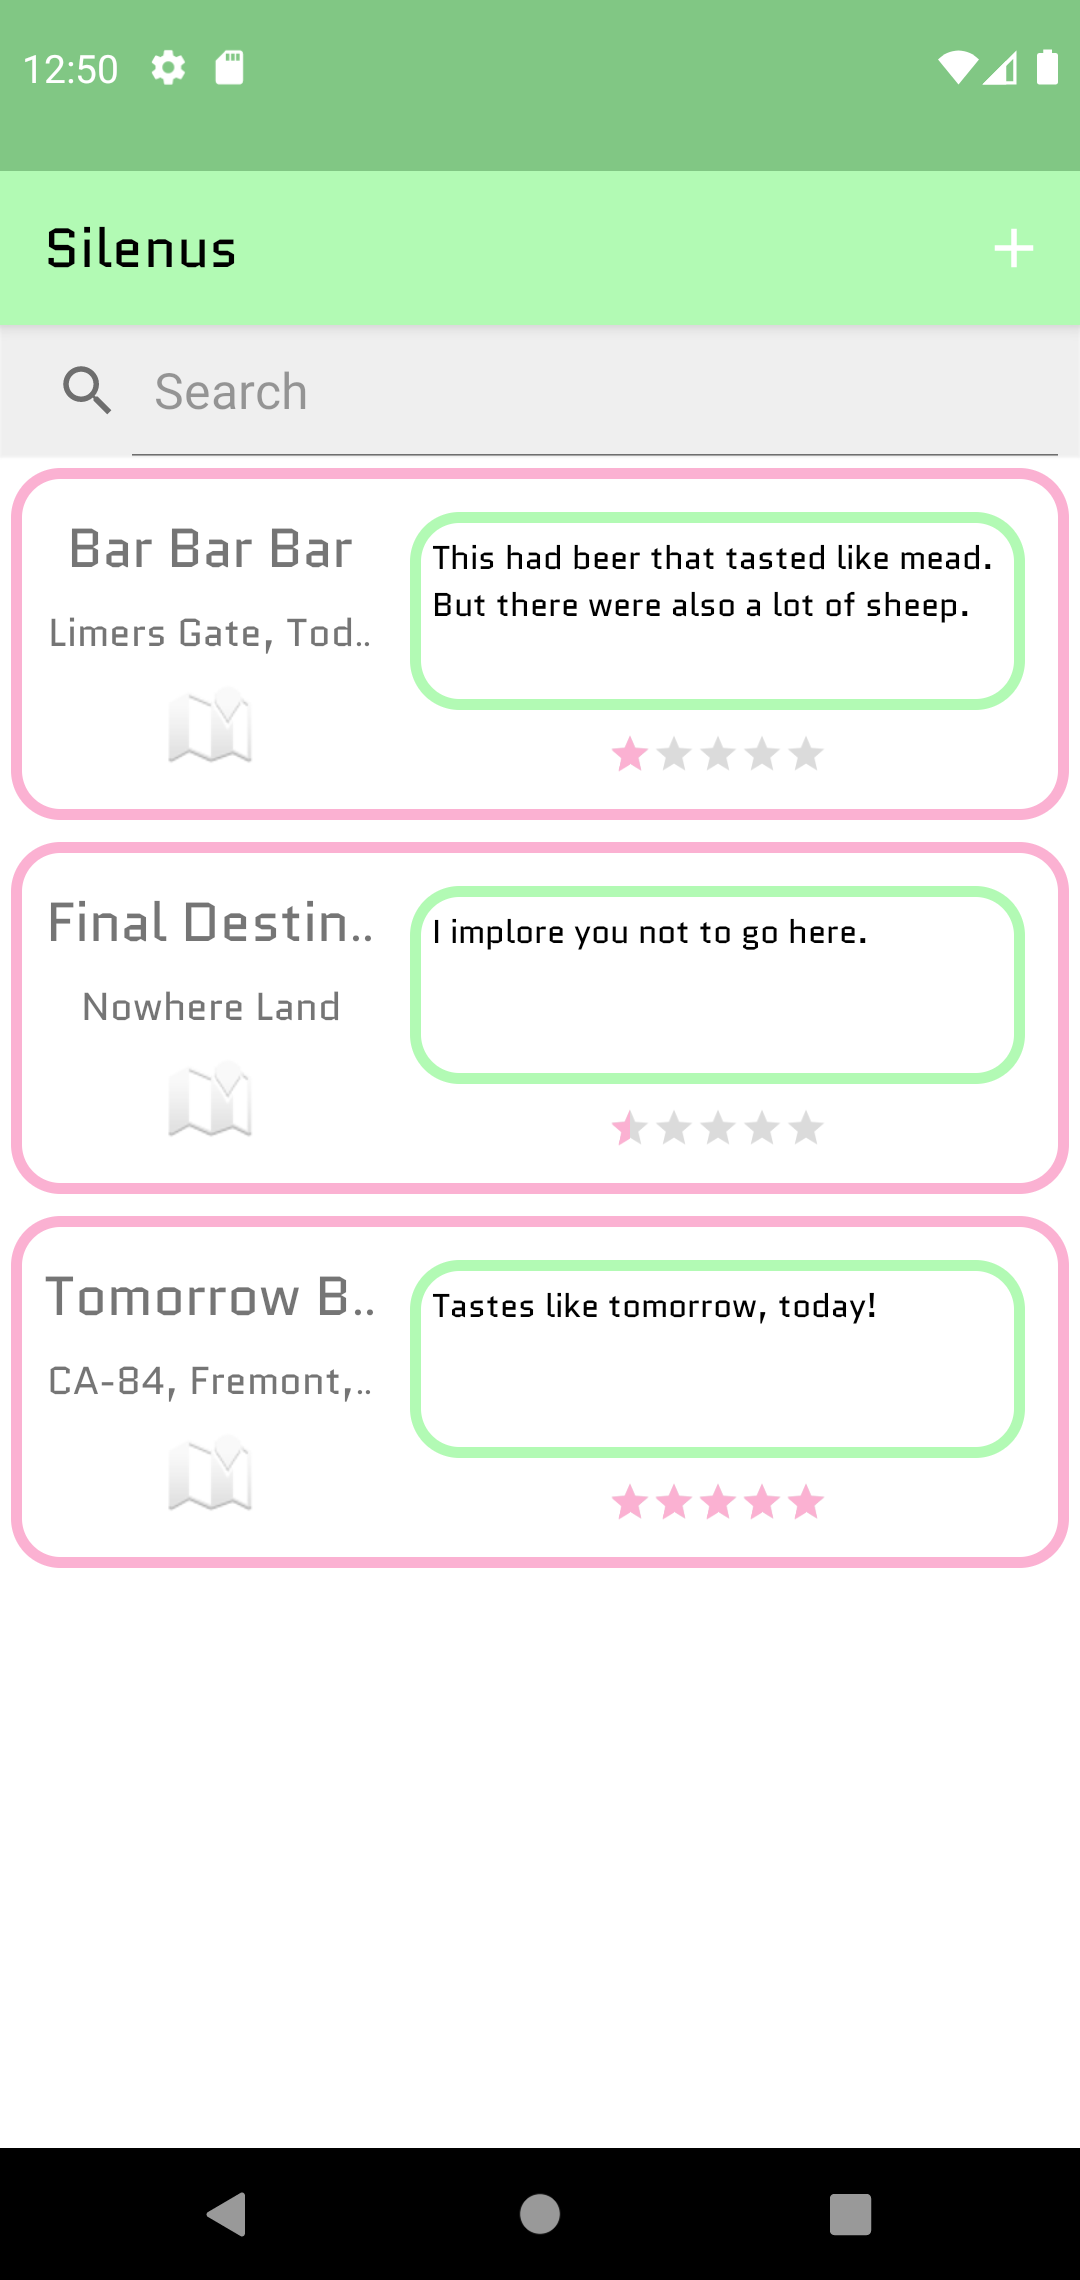 12:50
Silenus
Search
Bar Bar Bar
Limers Gate, Tod..
This had beer that tasted like mead.
But there were also a lot of sheep.
Final Destin..
Nowhere Land
I implore you not to go here.
Tomorrow B..
CA-84, Fremont,..
Tastes like tomorrow, today!